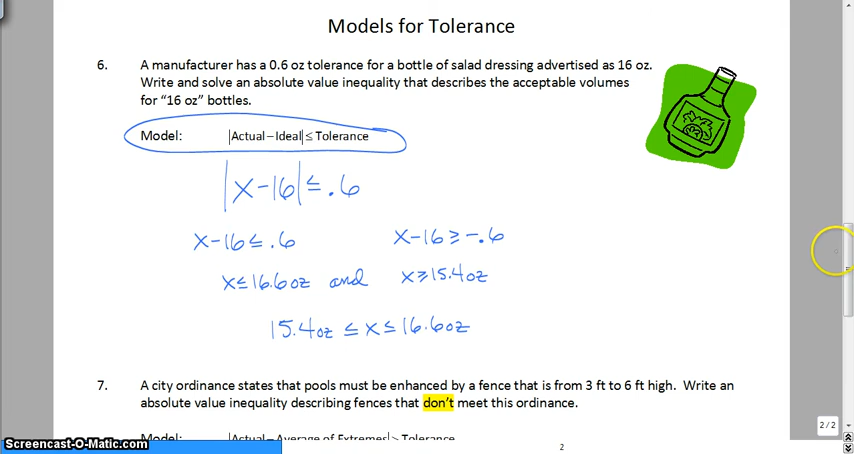 Models for Tolerance
6. A manufacturer has a 0.6 oz tolerance for a bottle of salad dressing advertised as 16 oz.
Write and solve an absolute value inequality that describes the acceptable volumes
for “16 oz” bottles.
Model: |Actual – Ideal| ≤ Tolerance
|x-16| ≤ .6
x-16 ≤ .6 x-16 ≥ -.6
x ≤ 16.6oz and x ≥ 15.4oz
15.4oz ≤ x ≤ 16.6oz
7. A city ordinance states that pools must be enhanced by a fence that is from 3 ft to 6 ft high. Write an
absolute value inequality describing fences that don’t meet this ordinance.
2/2
Model: |Actual – Average of Extremes| > Tolerance
Screencast-O-Matic.com
2